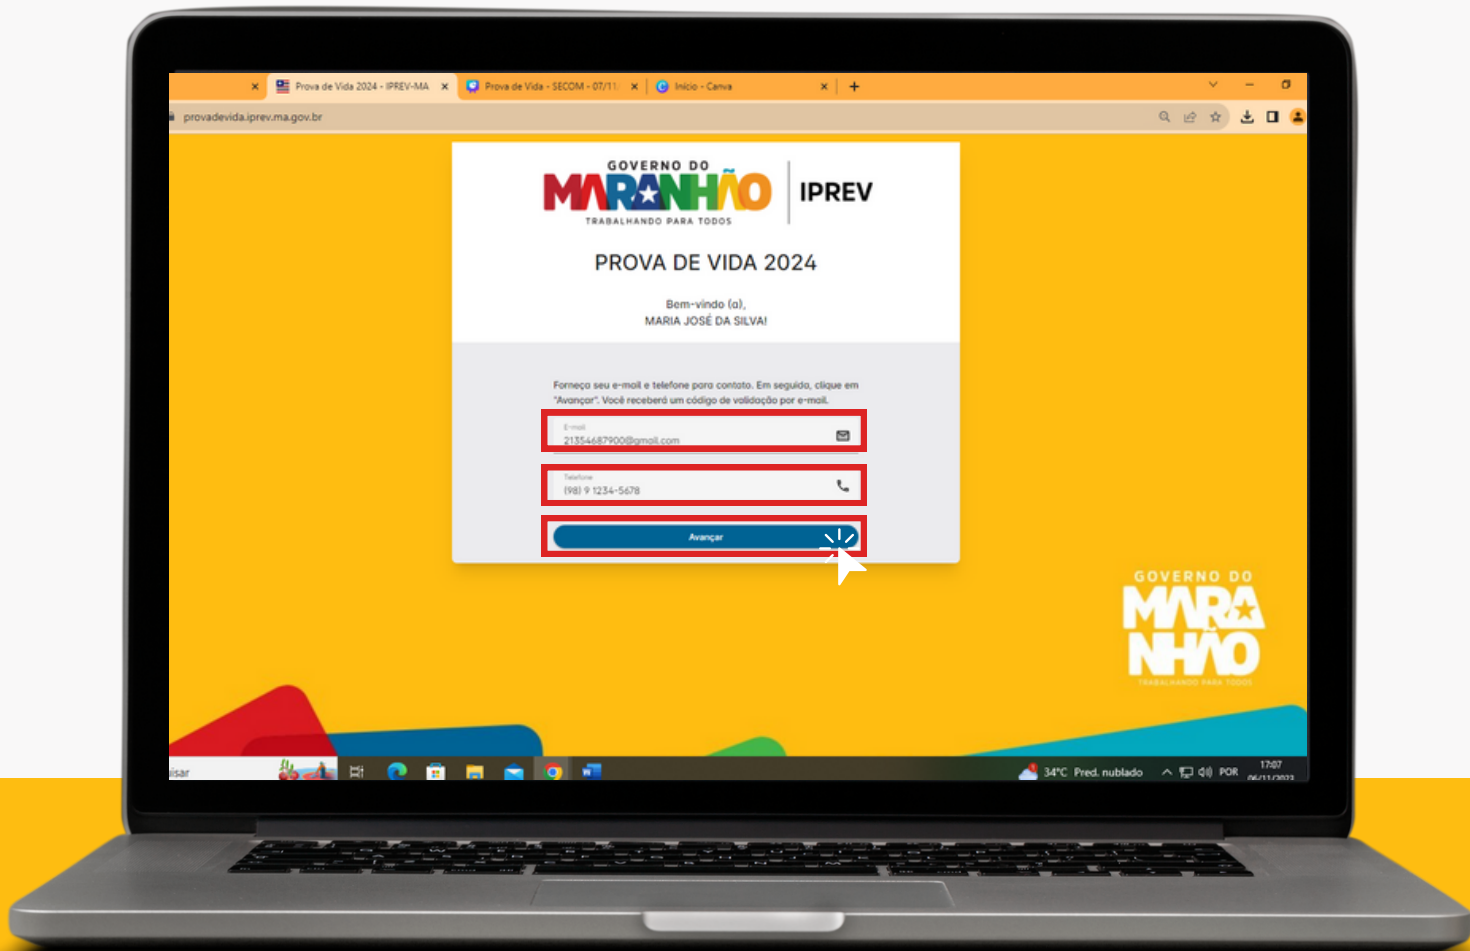 Prova de Vida 2024 - IPREV-MA
Prova de Vida - SECOM - 07/11
Início - Canva
provadevida.iprev.ma.gov.br
GOVERNO DO
MARANHÃO
TRABALHANDO PARA TODOS
IPREV
PROVA DE VIDA 2024
Bem-vindo (a),
MARIA JOSÉ DA SILVA!
Forneça seu e-mail e telefone para contato. Em seguida, clique em
"Avançar". Você receberá um código de validação por e-mail.
E-mail
21354687900@gmail.com
Telefone
(98) 9 1234-5678
Avançar
GOVERNO DO
MARA
NHÃO
TRABALHANDO PARA TODOS
34°C Pred. nublado
POR
17:07
06/11/2023